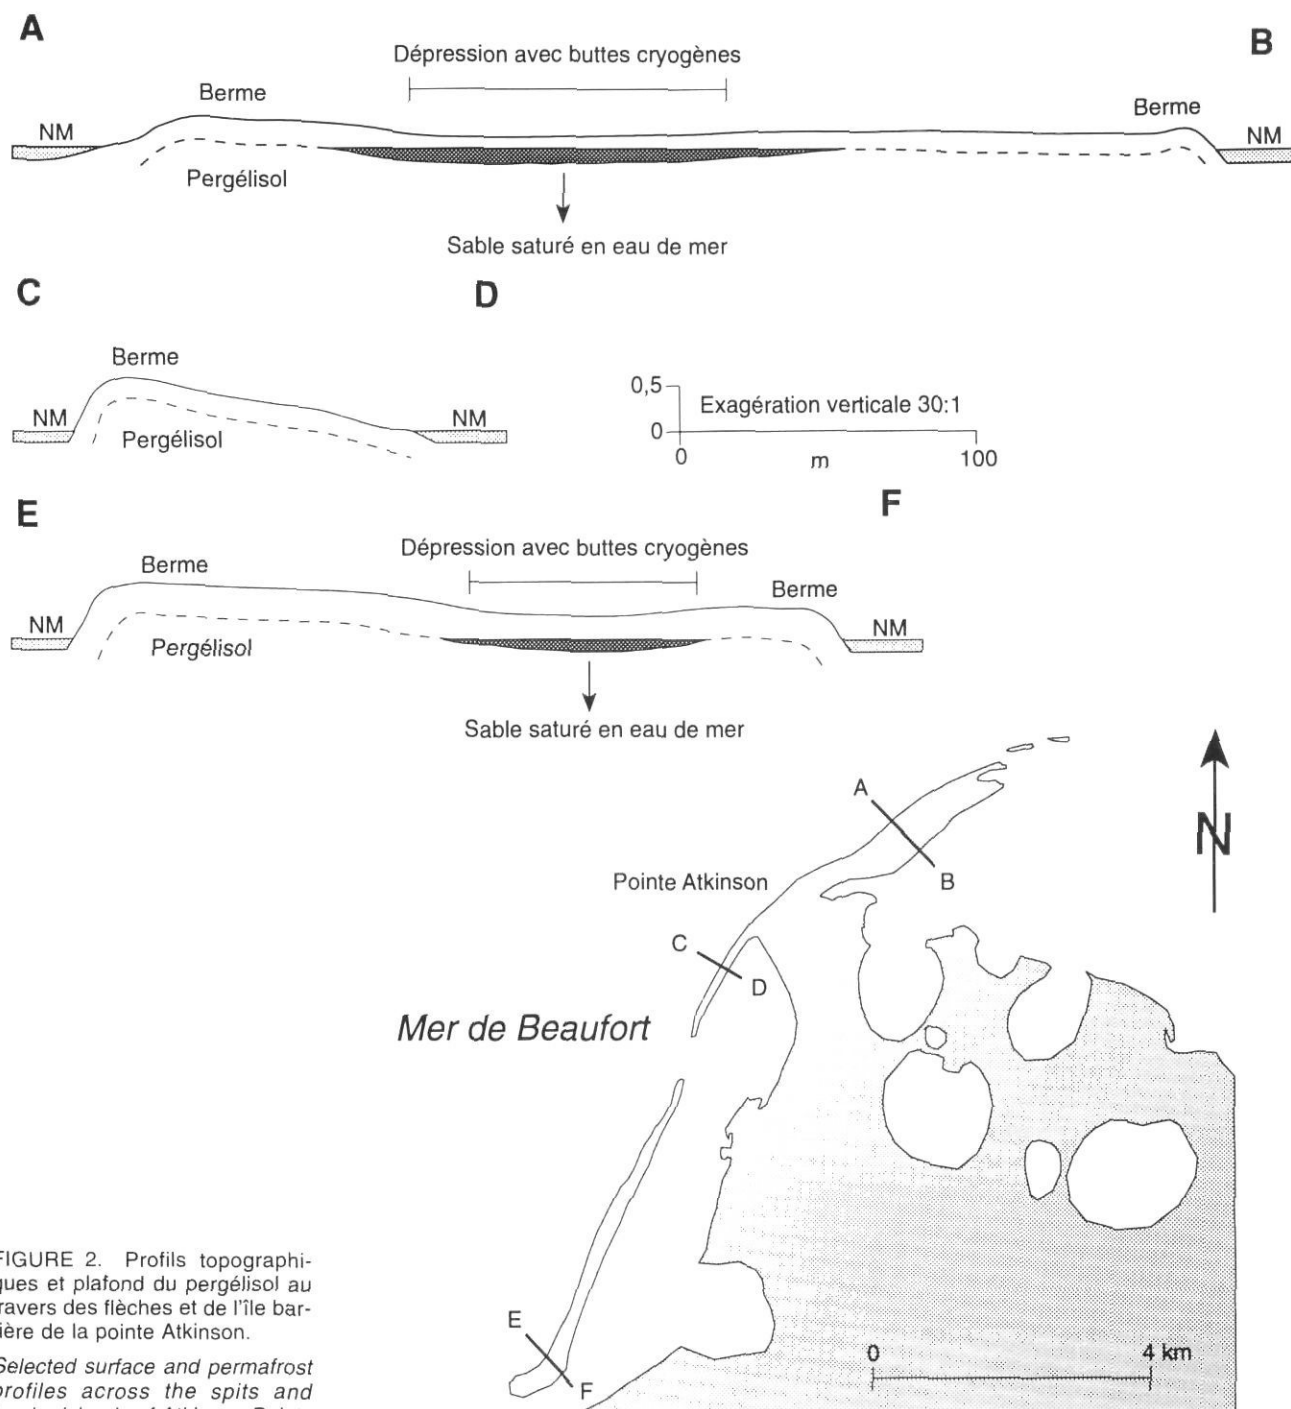 A
B
Dépression avec buttes cryogènes
Berme
Berme
NM
NM
Pergélisol
Sable saturé en eau de mer
C
D
Berme
NM
NM
Pergélisol
0,5
Exagération verticale 30:1
0
0
m
100
E
F
Dépression avec buttes cryogènes
Berme
Berme
NM
NM
Pergélisol
Sable saturé en eau de mer
A
N
Pointe Atkinson
B
C
D
Mer de Beaufort
E
F
0
4 km
FIGURE 2. Profils topographi-
ques et plafond du pergélisol au
travers des flèches et de l'île bar-
rière de la pointe Atkinson.
Selected surface and permafrost
profiles across the spits and